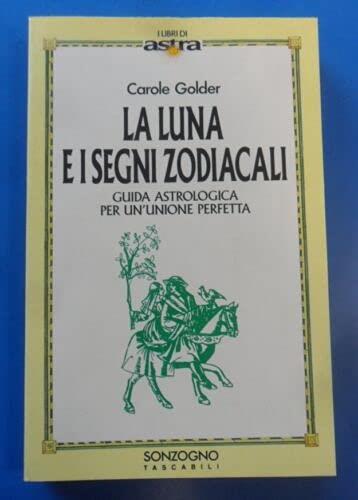 I LIBRI DI
astra
Carole Golder
LA LUNA
E I SEGNI ZODIACALI
GUIDA ASTROLOGICA
PER UN'UNIONE PERFETTA
SONZOGNO
TASCABILI